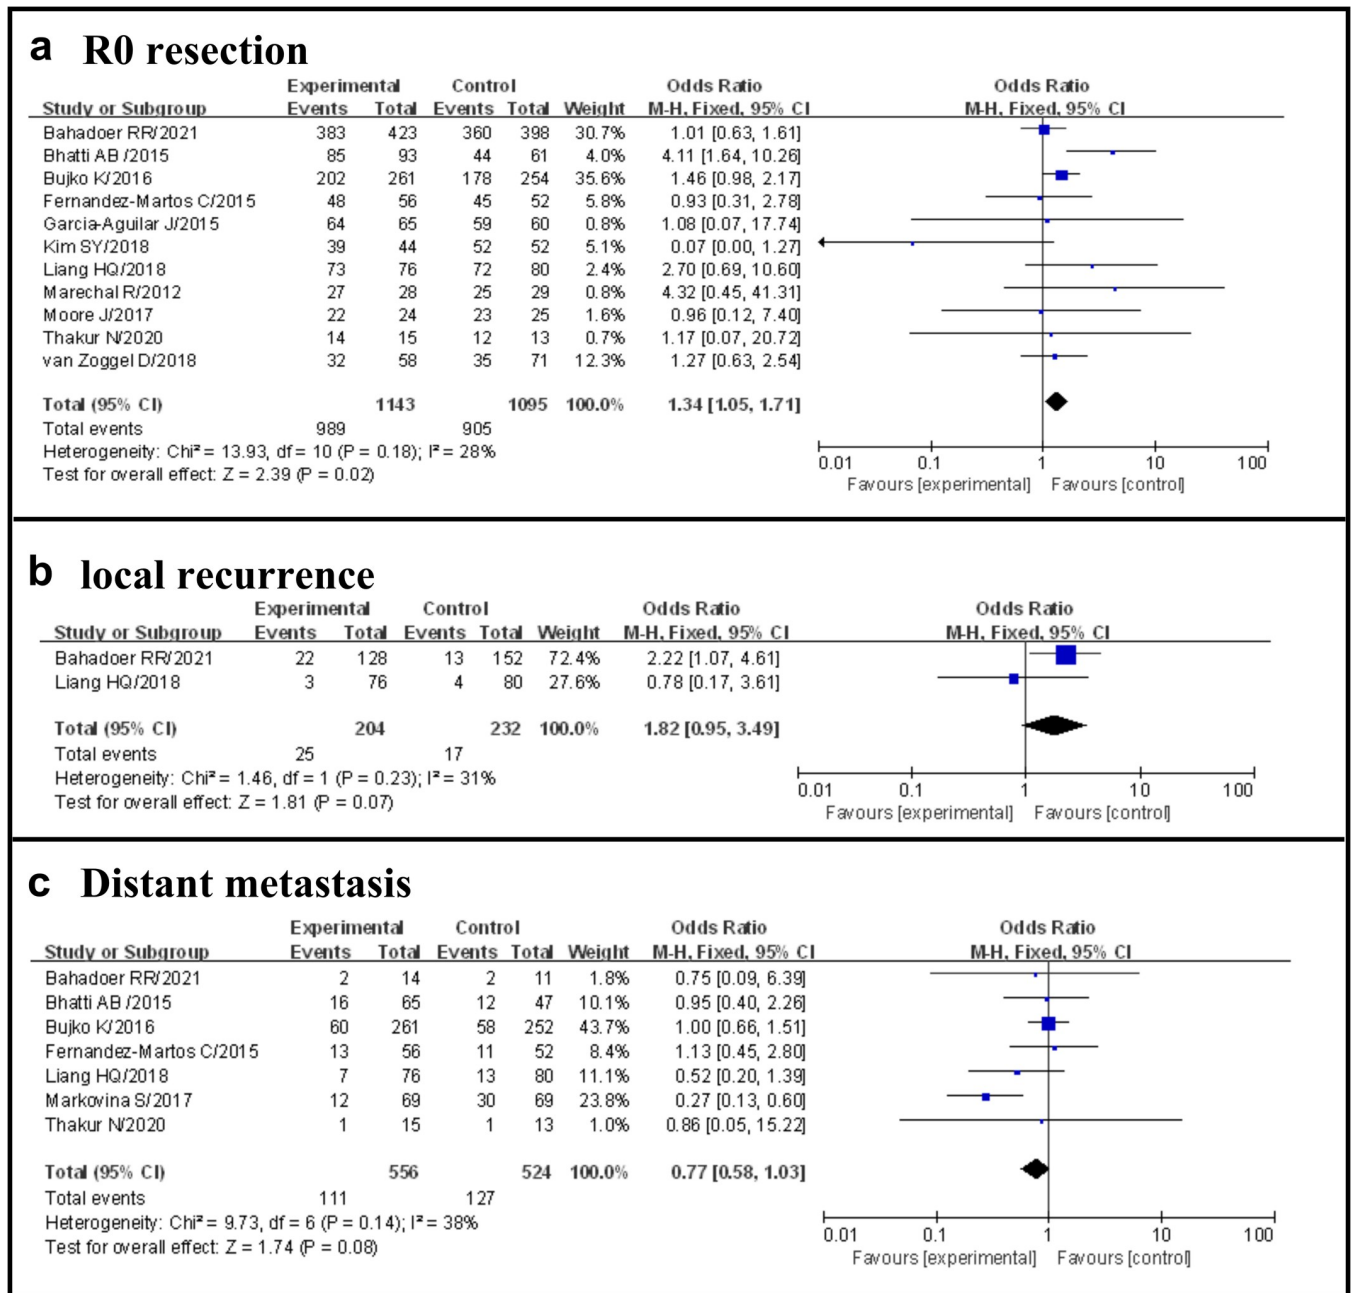 a R0 resection
Experimental Control Odds Ratio Odds Ratio
Study or Subgroup Events Total Events Total Weight M-H, Fixed, 95% CI M-H, Fixed, 95% CI
Bahadoer RR/2021 383 423 360 398 30.7% 1.01 [0.63, 1.61]
Bhatti AB /2015 85 93 44 61 4.0% 4.11 [1.64, 10.26]
Bujko K/2016 202 261 178 254 35.6% 1.46 [0.98, 2.17]
Fernandez-Martos C/2015 48 56 45 52 5.8% 0.93 [0.31, 2.78]
Garcia-Aguilar J/2015 64 65 59 60 0.8% 1.08 [0.07, 17.74]
Kim SY/2018 39 44 52 52 5.1% 0.07 [0.00, 1.27]
Liang HQ/2018 73 76 72 80 2.4% 2.70 [0.69, 10.60]
Marechal R/2012 27 28 25 29 0.8% 4.32 [0.45, 41.31]
Moore J/2017 22 24 23 25 1.6% 0.96 [0.12, 7.40]
Thakur N/2020 14 15 12 13 0.7% 1.17 [0.07, 20.72]
van Zoggel D/2018 32 58 35 71 12.3% 1.27 [0.63, 2.54]
Total (95% CI) 1143 1095 100.0% 1.34 [1.05, 1.71]
Total events 989 905
Heterogeneity: Chi² = 13.93, df = 10 (P = 0.18); I² = 28%
Test for overall effect: Z = 2.39 (P = 0.02)
0.01 0.1 1 10 100
Favours [experimental] Favours [control]
b local recurrence
Experimental Control Odds Ratio Odds Ratio
Study or Subgroup Events Total Events Total Weight M-H, Fixed, 95% CI M-H, Fixed, 95% CI
Bahadoer RR/2021 22 128 13 152 72.4% 2.22 [1.07, 4.61]
Liang HQ/2018 3 76 4 80 27.6% 0.78 [0.17, 3.61]
Total (95% CI) 204 232 100.0% 1.82 [0.95, 3.49]
Total events 25 17
Heterogeneity: Chi² = 1.46, df = 1 (P = 0.23); I² = 31%
Test for overall effect: Z = 1.81 (P = 0.07)
0.01 0.1 1 10 100
Favours [experimental] Favours [control]
c Distant metastasis
Experimental Control Odds Ratio Odds Ratio
Study or Subgroup Events Total Events Total Weight M-H, Fixed, 95% CI M-H, Fixed, 95% CI
Bahadoer RR/2021 2 14 2 11 1.8% 0.75 [0.09, 6.39]
Bhatti AB /2015 16 65 12 47 10.1% 0.95 [0.40, 2.26]
Bujko K/2016 60 261 58 252 43.7% 1.00 [0.66, 1.51]
Fernandez-Martos C/2015 13 56 11 52 8.4% 1.13 [0.45, 2.80]
Liang HQ/2018 7 76 13 80 11.1% 0.52 [0.20, 1.39]
Markovina S/2017 12 69 30 69 23.8% 0.27 [0.13, 0.60]
Thakur N/2020 1 15 1 13 1.0% 0.86 [0.05, 15.22]
Total (95% CI) 556 524 100.0% 0.77 [0.58, 1.03]
Total events 111 127
Heterogeneity: Chi² = 9.73, df = 6 (P = 0.14); I² = 38%
Test for overall effect: Z = 1.74 (P = 0.08)
0.01 0.1 1 10 100
Favours [experimental] Favours [control]